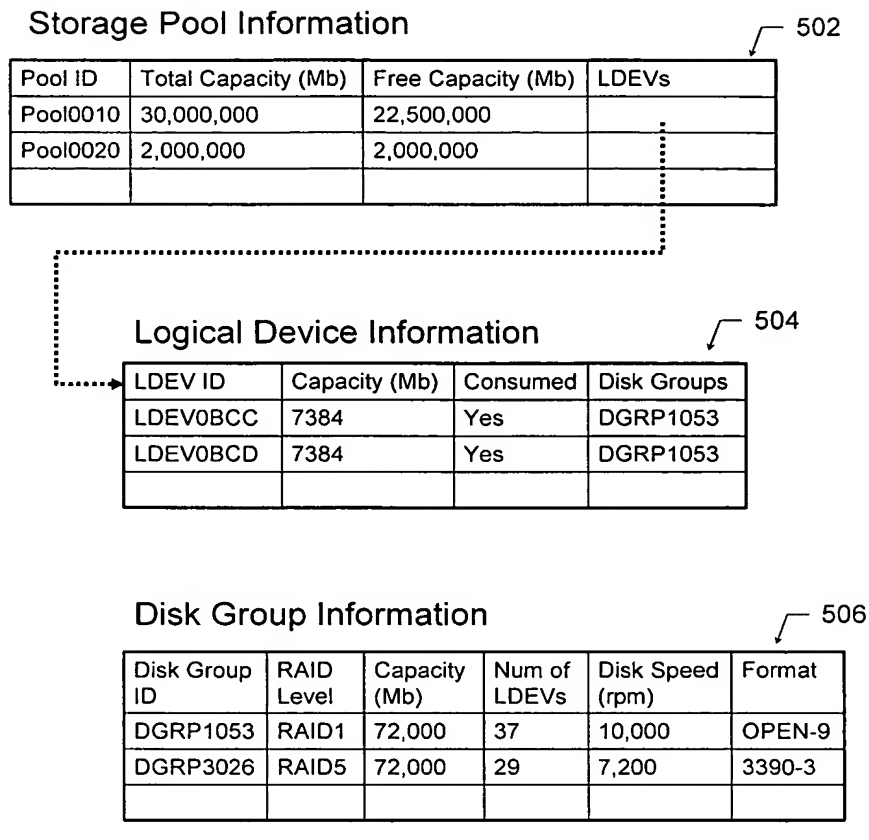 Storage Pool Information
502
Pool ID Total Capacity (Mb) Free Capacity (Mb) LDEVs
Pool0010 30,000,000 22,500,000
Pool0020 2,000,000 2,000,000
Logical Device Information
504
LDEV ID Capacity (Mb) Consumed Disk Groups
LDEV0BCC 7384 Yes DGRP1053
LDEV0BCD 7384 Yes DGRP1053
Disk Group Information
506
Disk Group RAID Capacity Num of Disk Speed Format
ID Level (Mb) LDEVs (rpm)
DGRP1053 RAID1 72,000 37 10,000 OPEN-9
DGRP3026 RAID5 72,000 29 7,200 3390-3